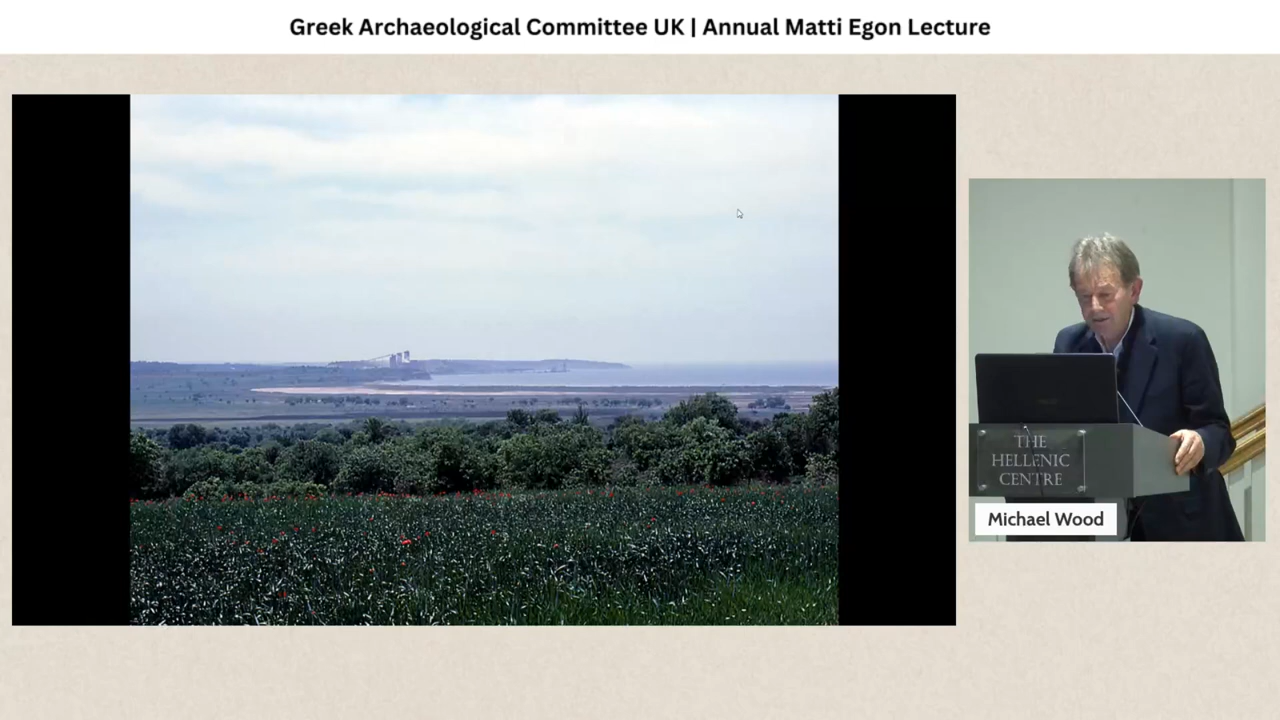 Greek Archaeological Committee UK | Annual Matti Egon Lecture
THE
HELLENIC
CENTRE
Michael Wood